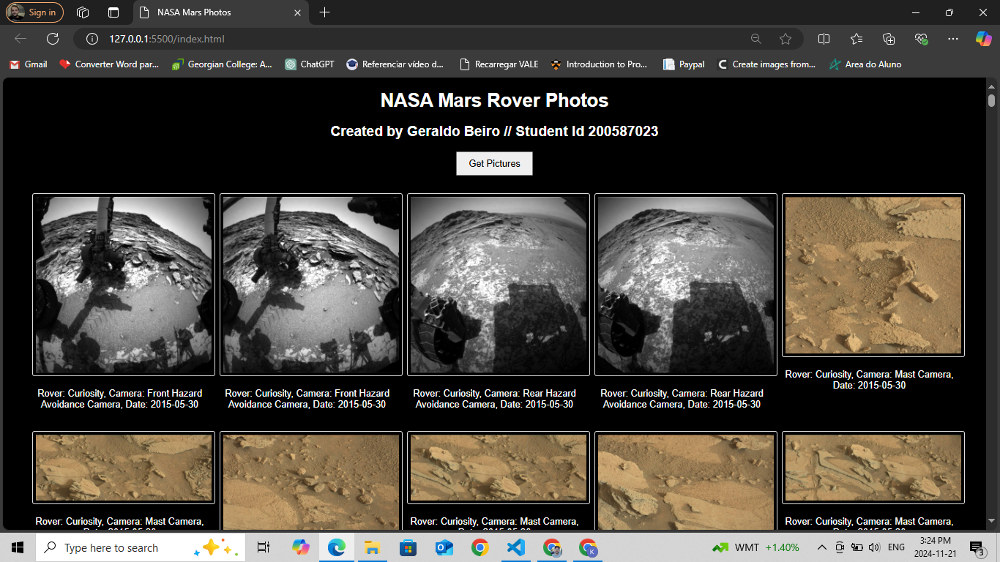 Sign in
NASA Mars Photos
127.0.0.1:5500/index.html
Gmail
Converter Word par...
Georgian College: A...
ChatGPT
Referenciar vídeo d...
Recarregar VALE
Introduction to Pro...
Paypal
Create images from...
Area do Aluno
NASA Mars Rover Photos
Created by Geraldo Beiro // Student Id 200587023
Get Pictures
Rover: Curiosity, Camera: Front Hazard
Avoidance Camera, Date: 2015-05-30
Rover: Curiosity, Camera: Front Hazard
Avoidance Camera, Date: 2015-05-30
Rover: Curiosity, Camera: Rear Hazard
Avoidance Camera, Date: 2015-05-30
Rover: Curiosity, Camera: Rear Hazard
Avoidance Camera, Date: 2015-05-30
Rover: Curiosity, Camera: Mast Camera,
Date: 2015-05-30
Rover: Curiosity, Camera: Mast Camera,
Rover: Curiosity, Camera: Mast Camera,
Rover: Curiosity, Camera: Mast Camera,
Type here to search
K
WMT +1.40%
ENG
3:24 PM
2024-11-21
3